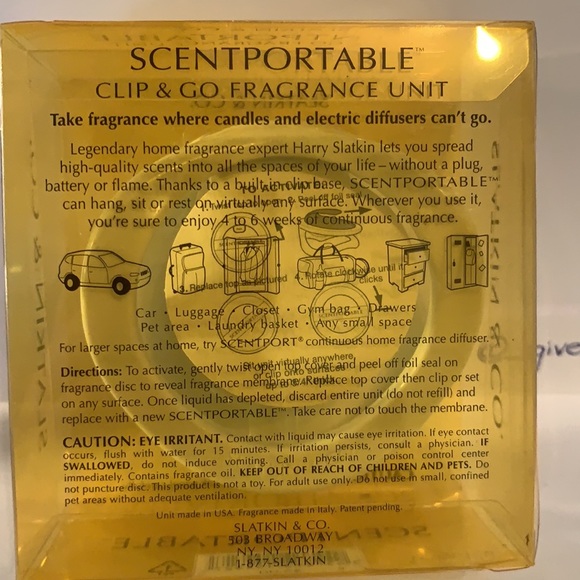 SCENTPORTABLE™
CLIP & GO FRAGRANCE UNIT
Take fragrance where candles and electric diffusers can't go.
Legendary home fragrance expert Harry Slatkin lets you spread
high-quality scents into all the spaces of your life – without a plug,
battery or flame. Thanks to a built-in clip base, SCENTPORTABLE™
can hang, sit or rest on virtually any surface. Wherever you use it,
you're sure to enjoy 4 to 6 weeks of continuous fragrance.
3. Replace top as pictured
4. Rotate clockwise until it
clicks
Car · Luggage · Closet · Gym bag · Drawers
Pet area · Laundry basket · Any small space
For larger spaces at home, try SCENTPORT® continuous home fragrance diffuser.
Directions: To activate, gently twist open top cover and peel off foil seal on
fragrance disc to reveal fragrance membrane. Replace top cover then clip or set
on any surface. Once liquid has depleted, discard entire unit (do not refill) and
replace with a new SCENTPORTABLE™. Take care not to touch the membrane.
CAUTION: EYE IRRITANT. Contact with liquid may cause eye irritation. If eye contact
occurs, flush with water for 15 minutes. If irritation persists, consult a physician. IF
SWALLOWED, do not induce vomiting. Call a physician or poison control center
immediately. Contains fragrance oil. KEEP OUT OF REACH OF CHILDREN AND PETS. Do
not puncture disc. This product is not a toy. For adult use only. Do not use in small, confined
pet areas without adequate ventilation.
Unit made in USA. Fragrance made in Italy. Patent pending.
SLATKIN & CO.
BROADWAY
NY, NY 10012
1-877-SLATKIN